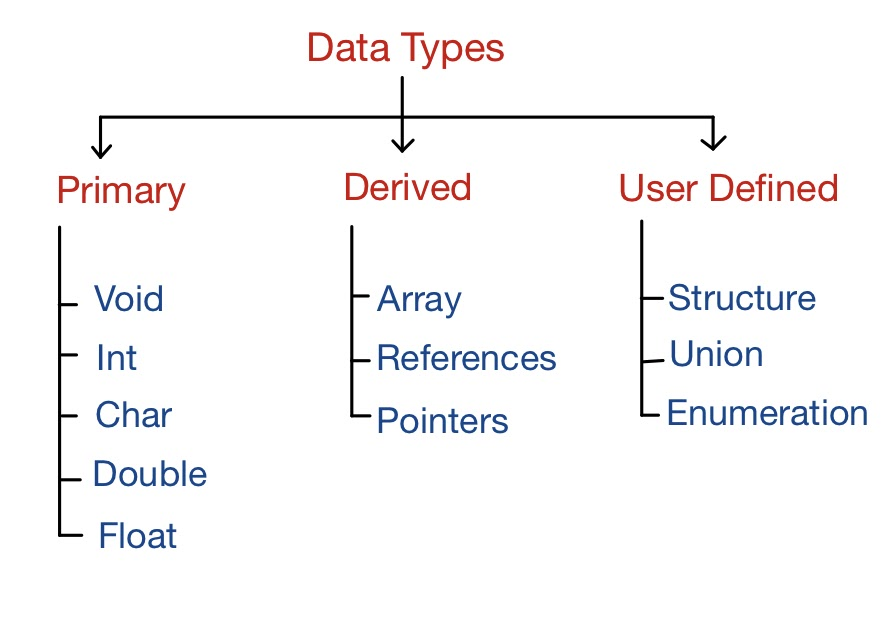 Data Types
Primary
Void
Int
Char
Double
Float
Derived
Array
References
Pointers
User Defined
Structure
Union
Enumeration